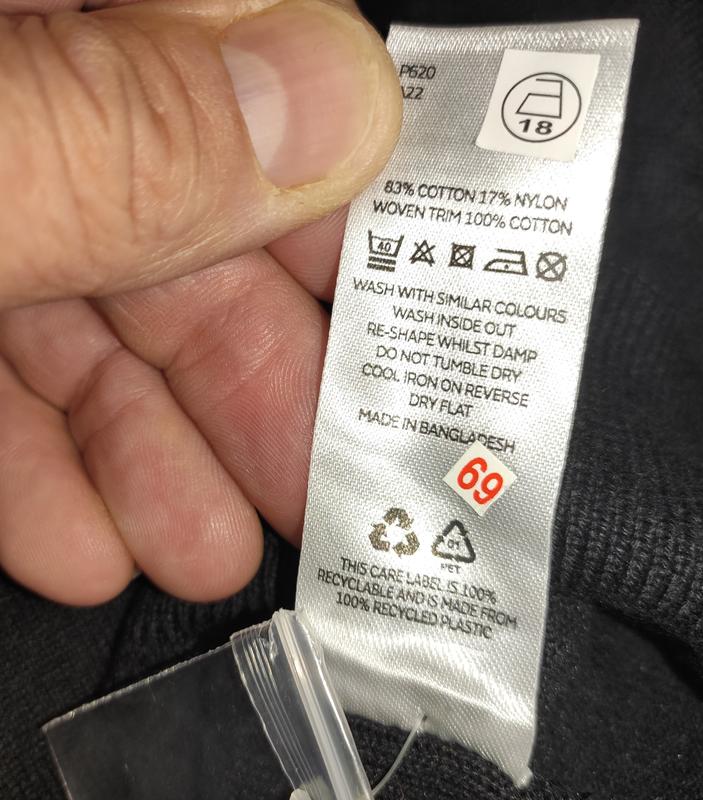 P620
A22
18
83% COTTON 17% NYLON
WOVEN TRIM 100% COTTON
40
WASH WITH SIMILAR COLOURS
WASH INSIDE OUT
RE-SHAPE WHILST DAMP
DO NOT TUMBLE DRY
COOL IRON ON REVERSE
DRY FLAT
MADE IN BANGLADESH
69
01
PET
THIS CARE LABEL IS 100%
RECYCLABLE AND IS MADE FROM
100% RECYCLED PLASTIC